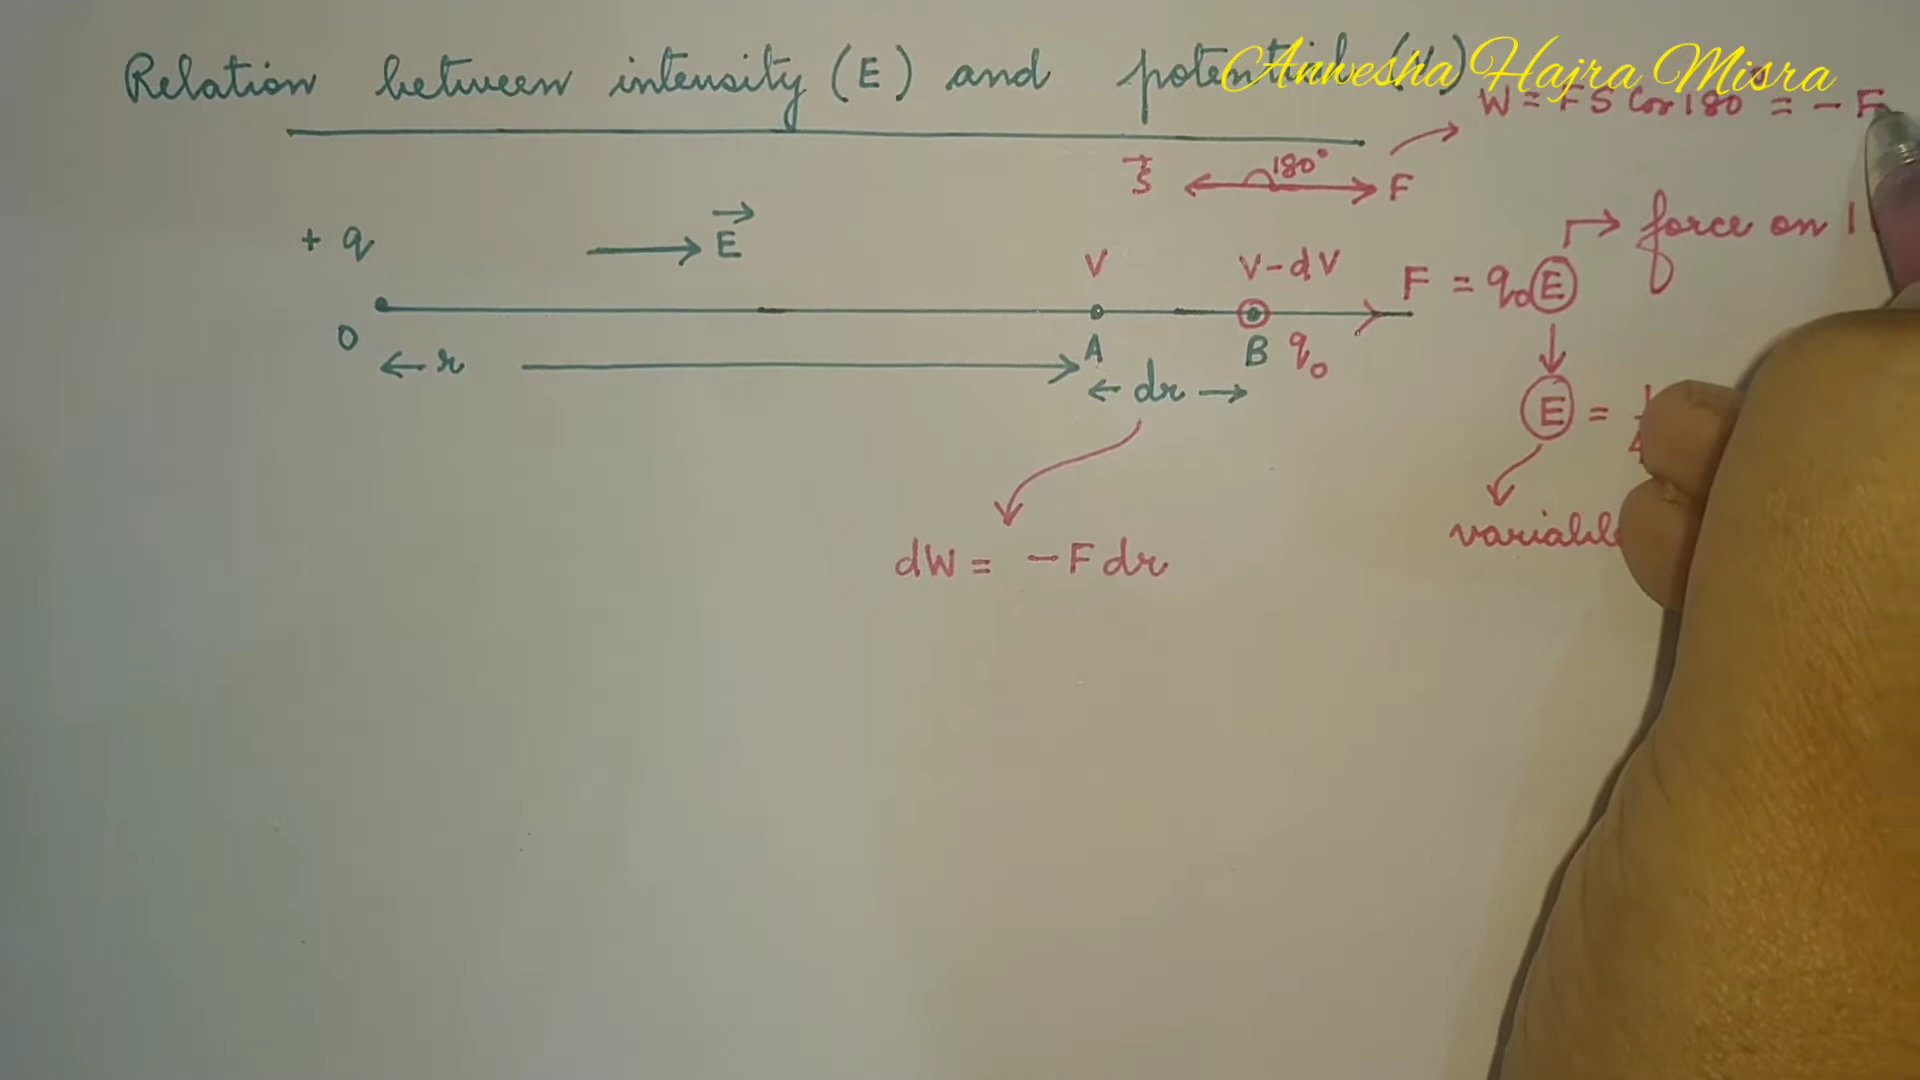 Relation between intensity (E) and potential (V)
Anwesha Hajra Misra
W = F S Cos 180° = - F
S 180° F
+ q E
V V-dV F = q₀ E force on 1
O A B q₀
r dr
E =
variable
dW = - F dr